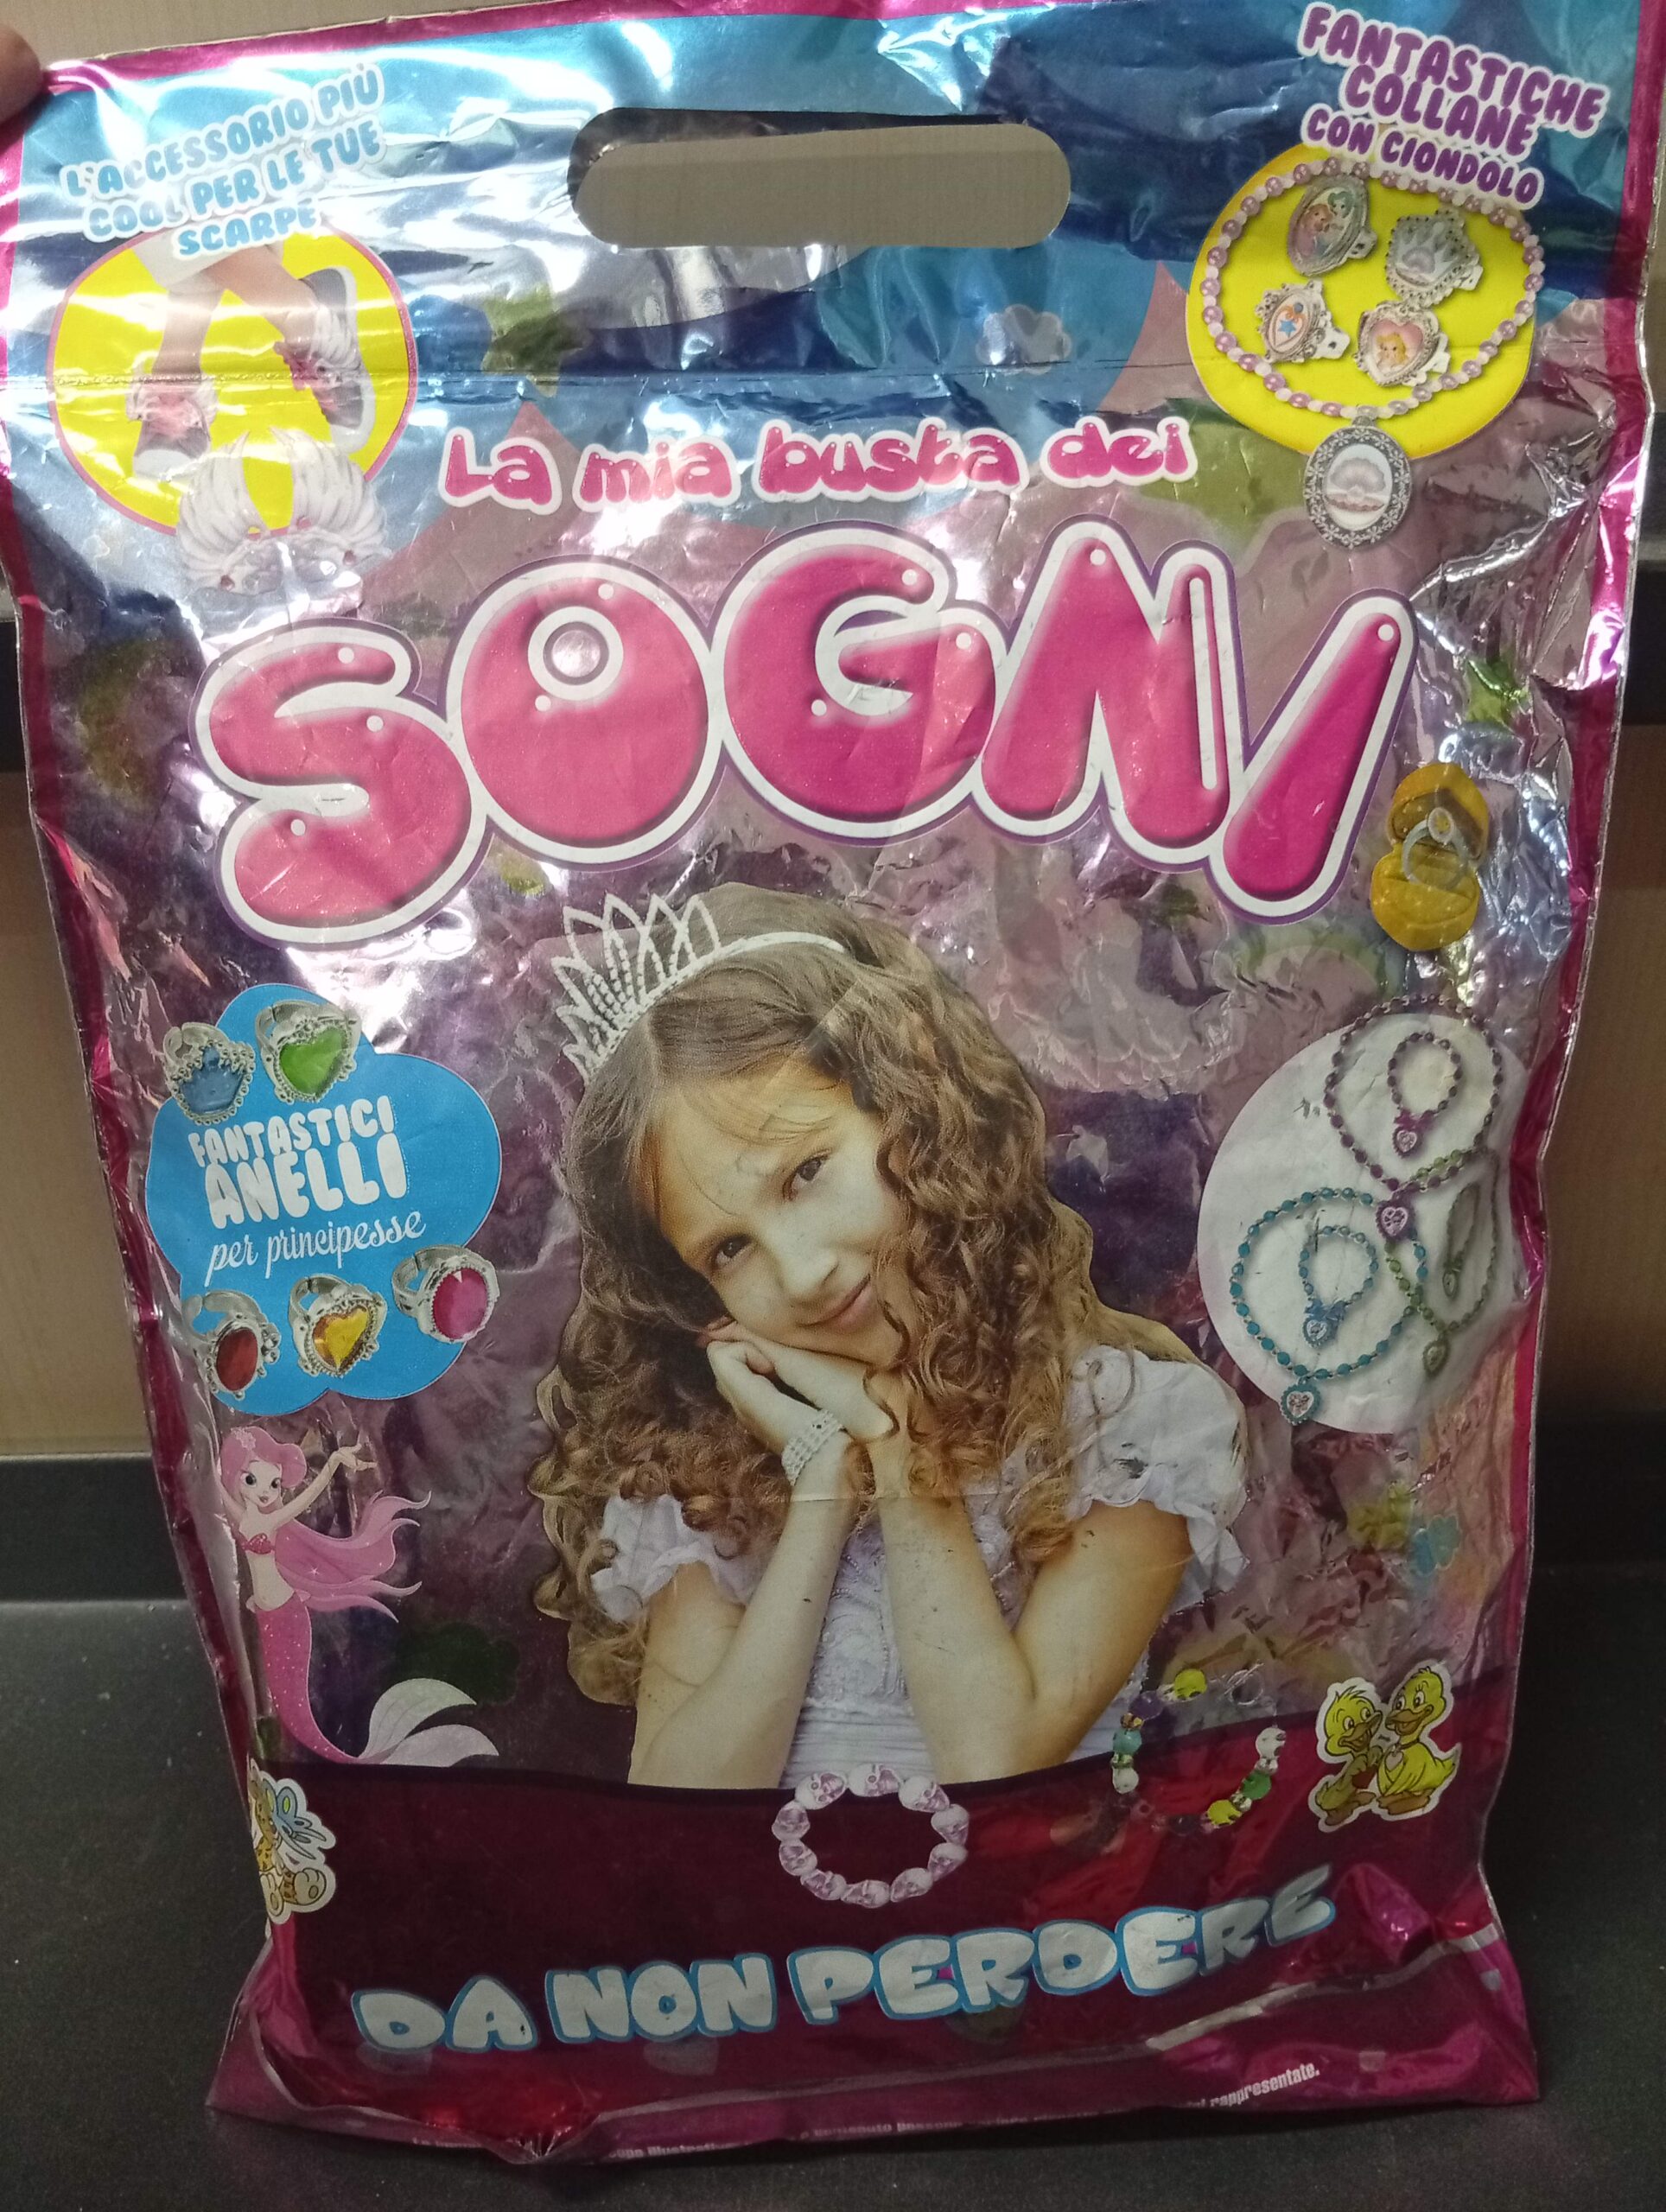 L'ACCESSORIO PIÙ
COOL PER LE TUE
SCARPE
FANTASTICHE
COLLANE
CON CIONDOLO
La mia busta dei
SOGNI
FANTASTICI
ANELLI
per principesse
DA NON PERDERE
rappresentate.